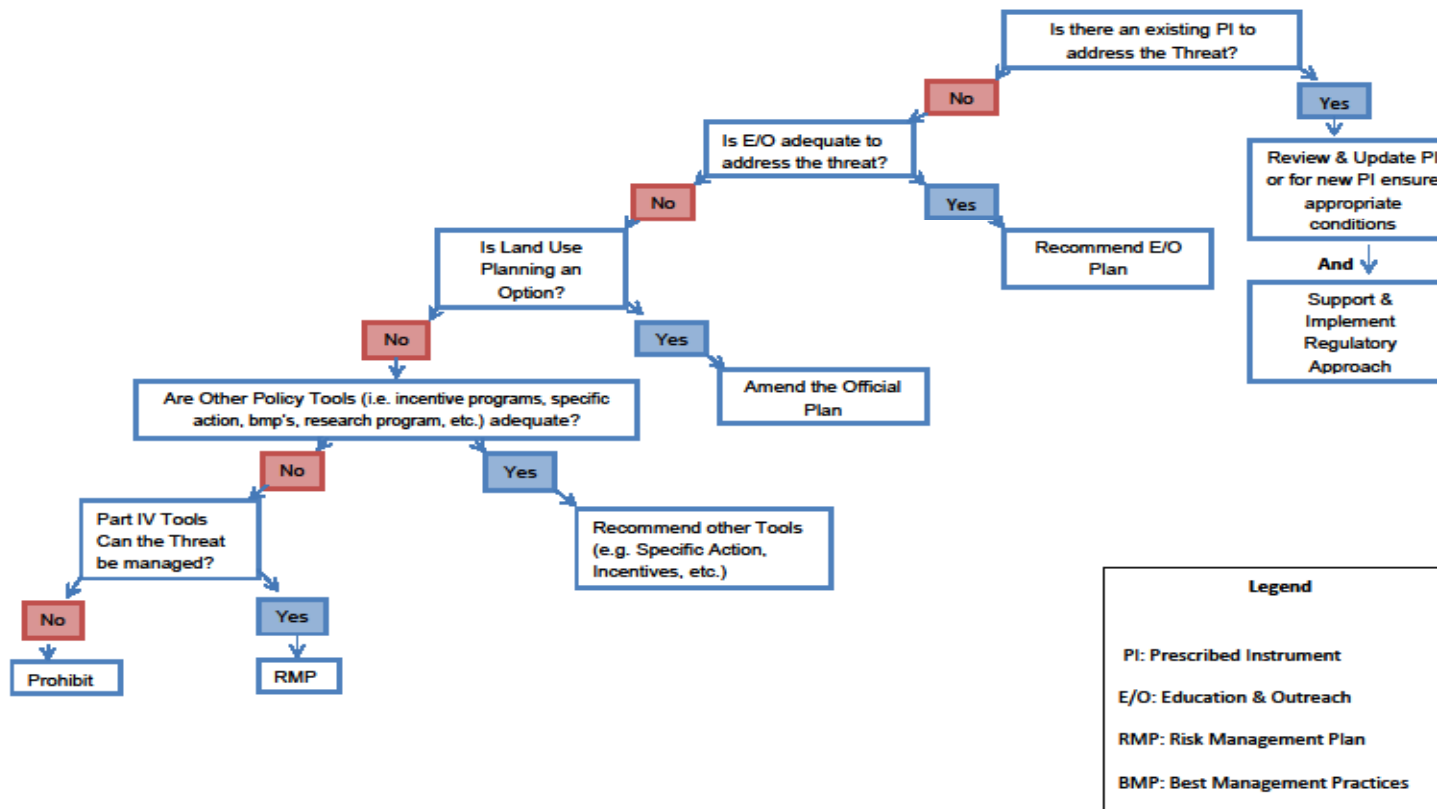 Is there an existing PI to
address the Threat?
No
Yes
Is E/O adequate to
address the threat?
Review & Update PI
or for new PI ensure
appropriate
conditions
No
Yes
Is Land Use
Planning an
Option?
Recommend E/O
Plan
And
Support &
Implement
Regulatory
Approach
No
Yes
Are Other Policy Tools (i.e. incentive programs, specific
action, bmp's, research program, etc.) adequate?
Amend the Official
Plan
No
Yes
Part IV Tools
Can the Threat
be managed?
Recommend other Tools
(e.g. Specific Action,
Incentives, etc.)
No
Yes
Prohibit
RMP
Legend
PI: Prescribed Instrument
E/O: Education & Outreach
RMP: Risk Management Plan
BMP: Best Management Practices